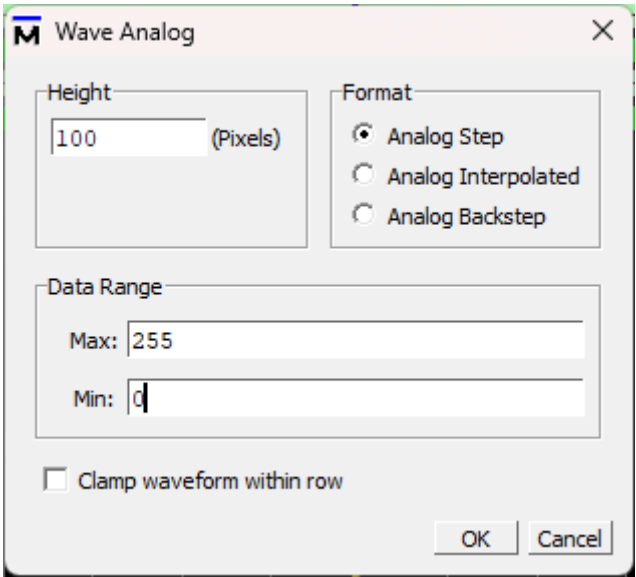 M Wave Analog
Height
100 (Pixels)
Format
Analog Step
Analog Interpolated
Analog Backstep
Data Range
Max: 255
Min: 0
Clamp waveform within row
OK Cancel